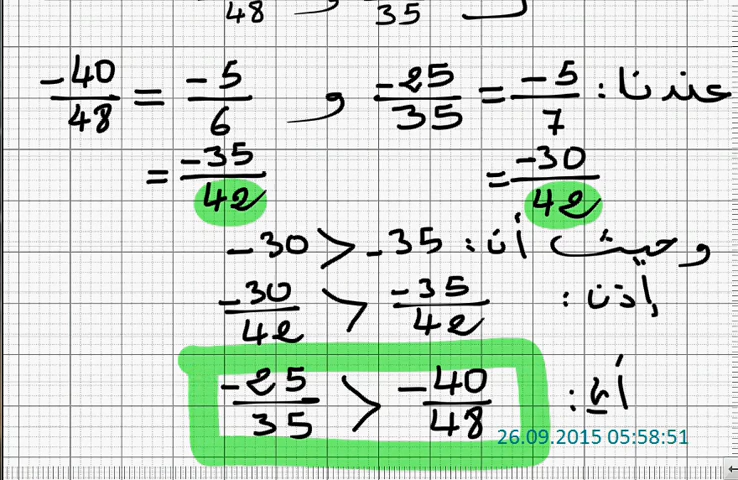 -40/48 = -5/6 و -25/35 = -5/7 عندنا:
= -35/42 = -30/42
وحيث أن: -30 > -35
إذن: -30/42 > -35/42
أي: -25/35 > -40/48
26.09.2015 05:58:51